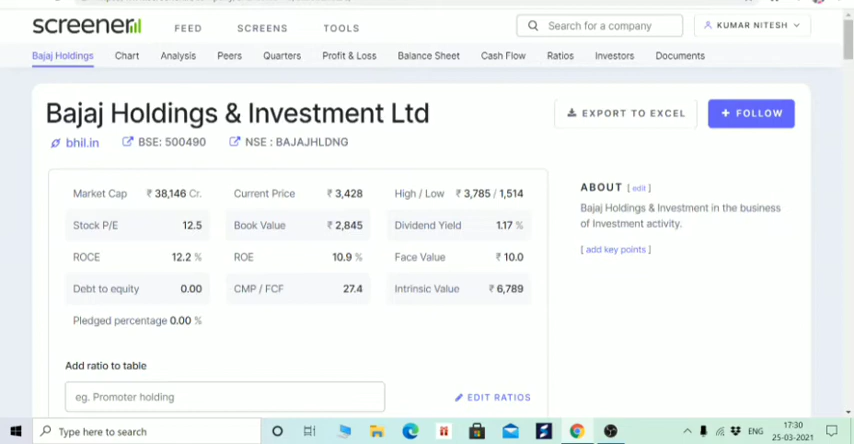 screener
FEED SCREENS TOOLS
Search for a company
KUMAR NITESH
Bajaj Holdings Chart Analysis Peers Quarters Profit & Loss Balance Sheet Cash Flow Ratios Investors Documents
Bajaj Holdings & Investment Ltd
EXPORT TO EXCEL
+ FOLLOW
bhil.in BSE: 500490 NSE : BAJAJHLDNG
Market Cap ₹ 38,146 Cr. Current Price ₹ 3,428 High / Low ₹ 3,785 / 1,514
Stock P/E 12.5 Book Value ₹ 2,845 Dividend Yield 1.17 %
ROCE 12.2 % ROE 10.9 % Face Value ₹ 10.0
Debt to equity 0.00 CMP / FCF 27.4 Intrinsic Value ₹ 6,789
Pledged percentage 0.00 %
ABOUT [ edit ]
Bajaj Holdings & Investment in the business
of Investment activity.
[ add key points ]
Add ratio to table
eg. Promoter holding
EDIT RATIOS
Type here to search
ENG
17:30
25-03-2021